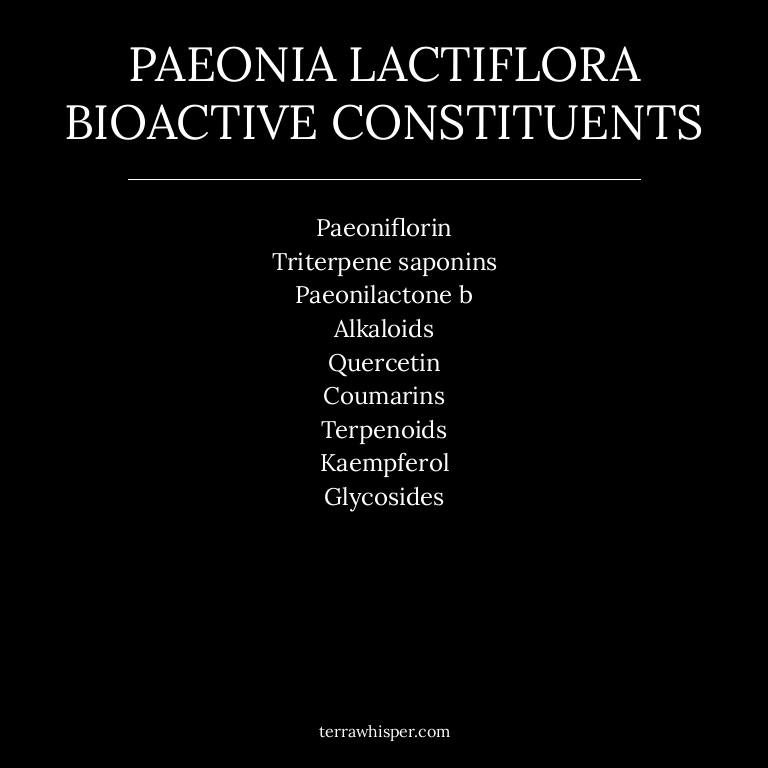 PAEONIA LACTIFLORA
BIOACTIVE CONSTITUENTS
Paeoniflorin
Triterpene saponins
Paeonilactone b
Alkaloids
Quercetin
Coumarins
Terpenoids
Kaempferol
Glycosides
terrawhisper.com